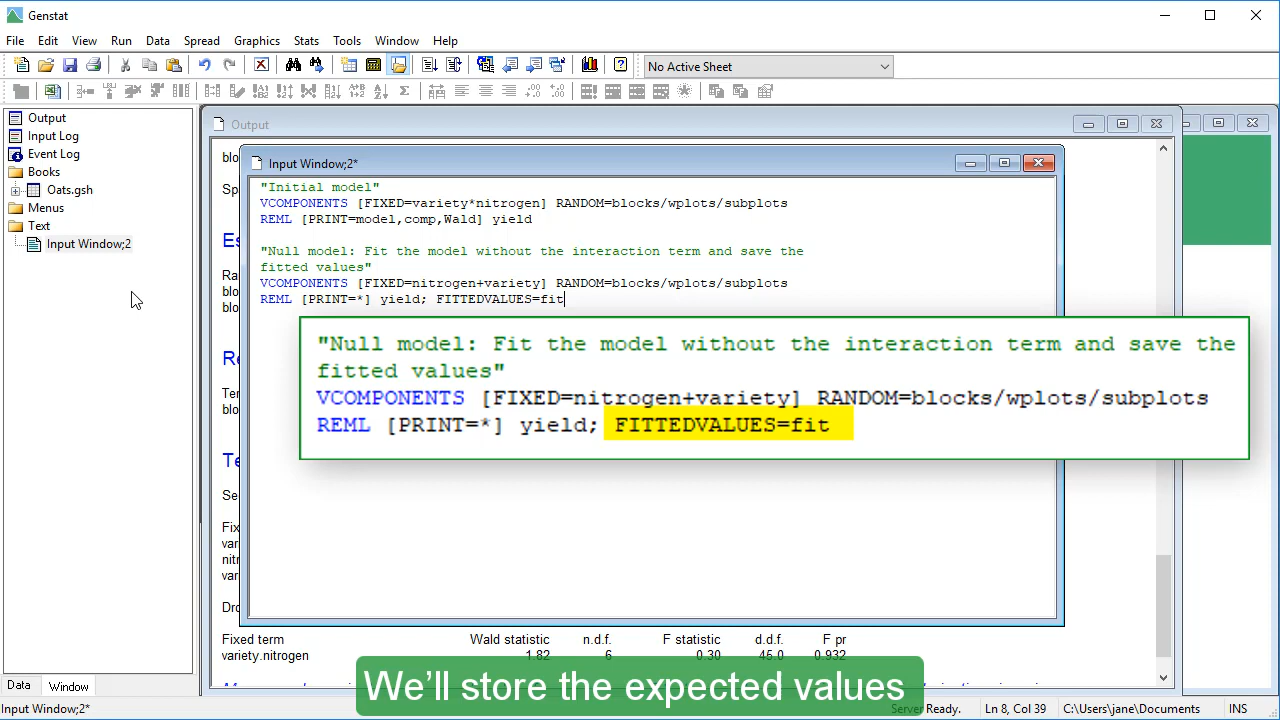 Genstat
File Edit View Run Data Spread Graphics Stats Tools Window Help
No Active Sheet
Output
Input Log
Event Log
Books
Oats.gsh
Menus
Text
Input Window;2
Data Window
Output
Input Window;2*
"Initial model"
VCOMPONENTS [FIXED=variety*nitrogen] RANDOM=blocks/wplots/subplots
REML [PRINT=model,comp,Wald] yield
"Null model: Fit the model without the interaction term and save the
fitted values"
VCOMPONENTS [FIXED=nitrogen+variety] RANDOM=blocks/wplots/subplots
REML [PRINT=*] yield; FITTEDVALUES=fit
"Null model: Fit the model without the interaction term and save the
fitted values"
VCOMPONENTS [FIXED=nitrogen+variety] RANDOM=blocks/wplots/subplots
REML [PRINT=*] yield; FITTEDVALUES=fit
Fixed term Wald statistic n.d.f. F statistic d.d.f. F pr
variety.nitrogen 1.82 6 0.30 45.0 0.932
We'll store the expected values
Input Window;2* Server Ready. Ln 8, Col 39 C:\Users\jane\Documents INS